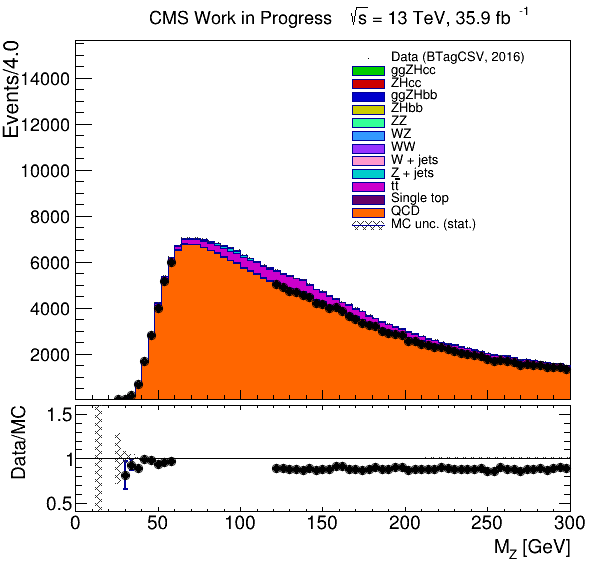 CMS Work in Progress √s = 13 TeV, 35.9 fb -1
Events/4.0
14000
12000
10000
8000
6000
4000
2000
Data (BTagCSV, 2016)
ggZHcc
ZHcc
ggZHbb
ZHbb
ZZ
WZ
WW
W + jets
Z + jets
tt̅
Single top
QCD
MC unc. (stat.)
Data/MC
1.5
1
0.5
0 50 100 150 200 250 300
M_Z [GeV]